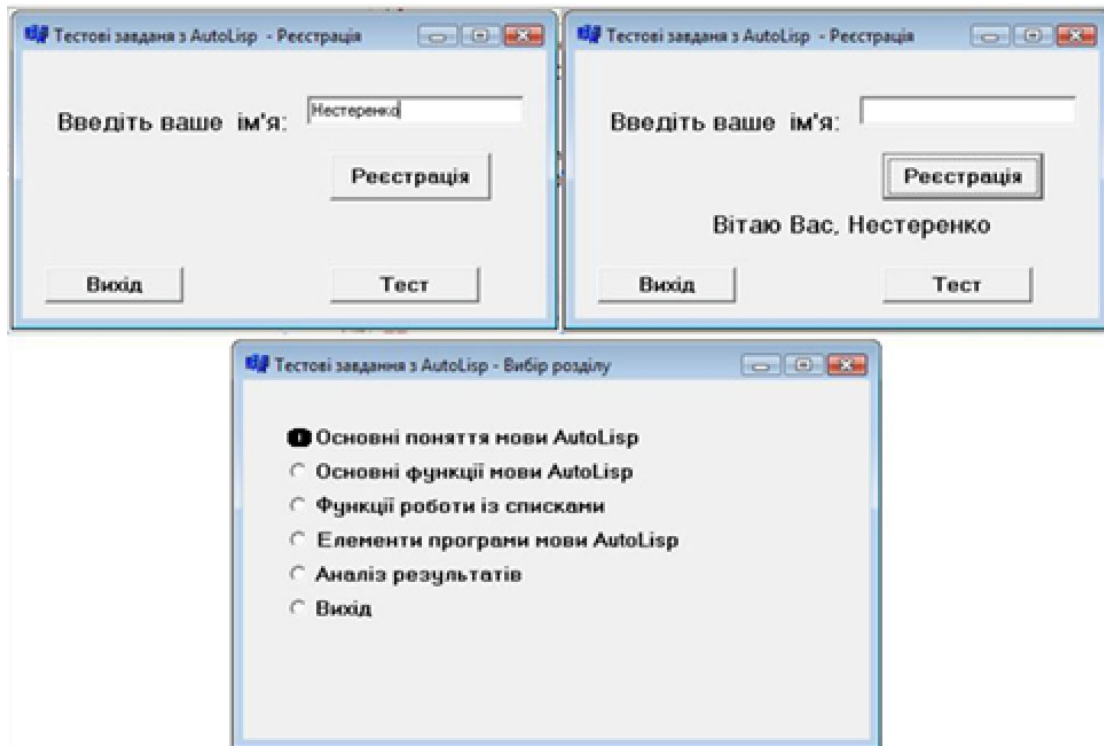 Тестові завданя з AutoLisp - Реєстрація
Введіть ваше ім'я: Нестеренко
Реєстрація
Вихід Тест
Тестові завданя з AutoLisp - Реєстрація
Введіть ваше ім'я:
Реєстрація
Вітаю Вас, Нестеренко
Вихід Тест
Тестові завдання з AutoLisp - Вибір розділу
Основні поняття мови AutoLisp
Основні функції мови AutoLisp
Функції роботи із списками
Елементи програми мови AutoLisp
Аналіз результатів
Вихід